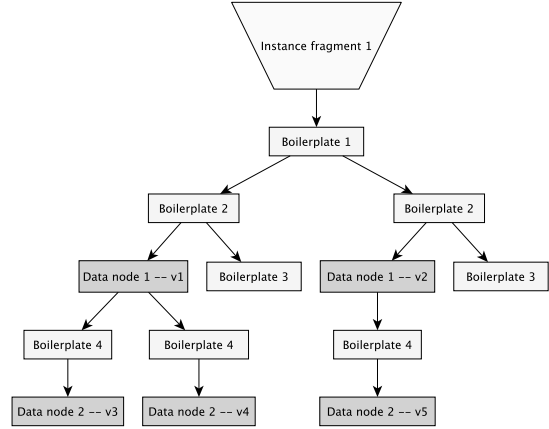 Instance fragment 1
Boilerplate 1
Boilerplate 2
Boilerplate 2
Data node 1 -- v1
Boilerplate 3
Data node 1 -- v2
Boilerplate 3
Boilerplate 4
Boilerplate 4
Boilerplate 4
Data node 2 -- v3
Data node 2 -- v4
Data node 2 -- v5